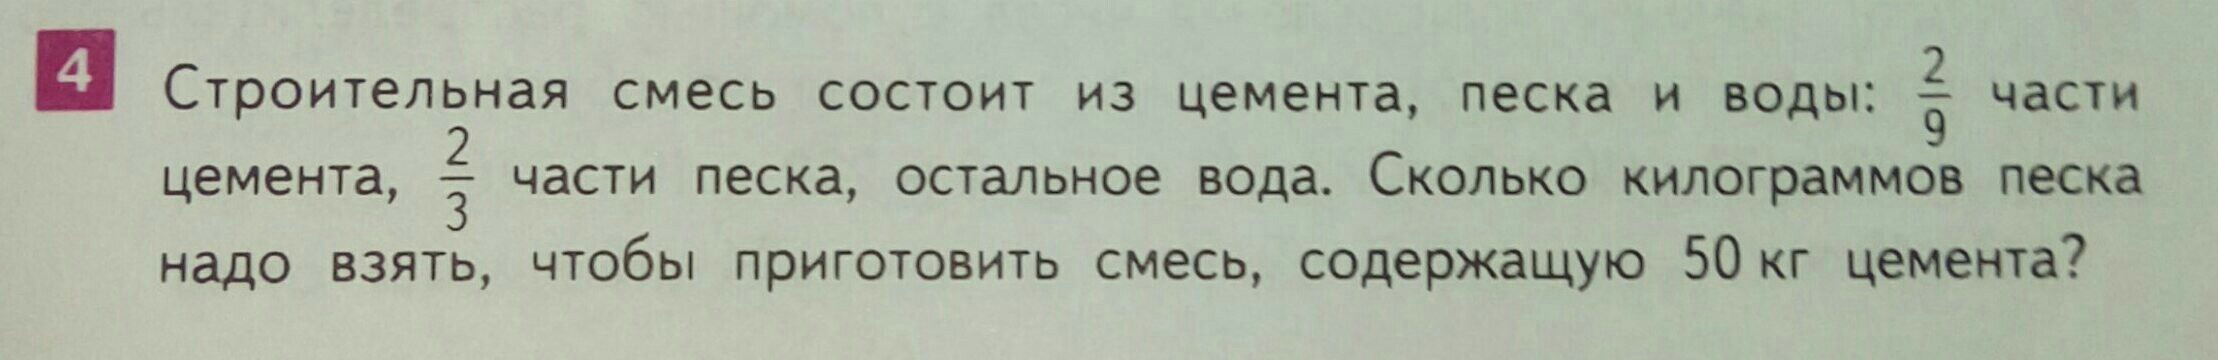 4 Строительная смесь состоит из цемента, песка и воды: 2/9 части
цемента, 2/3 части песка, остальное вода. Сколько килограммов песка
надо взять, чтобы приготовить смесь, содержащую 50 кг цемента?